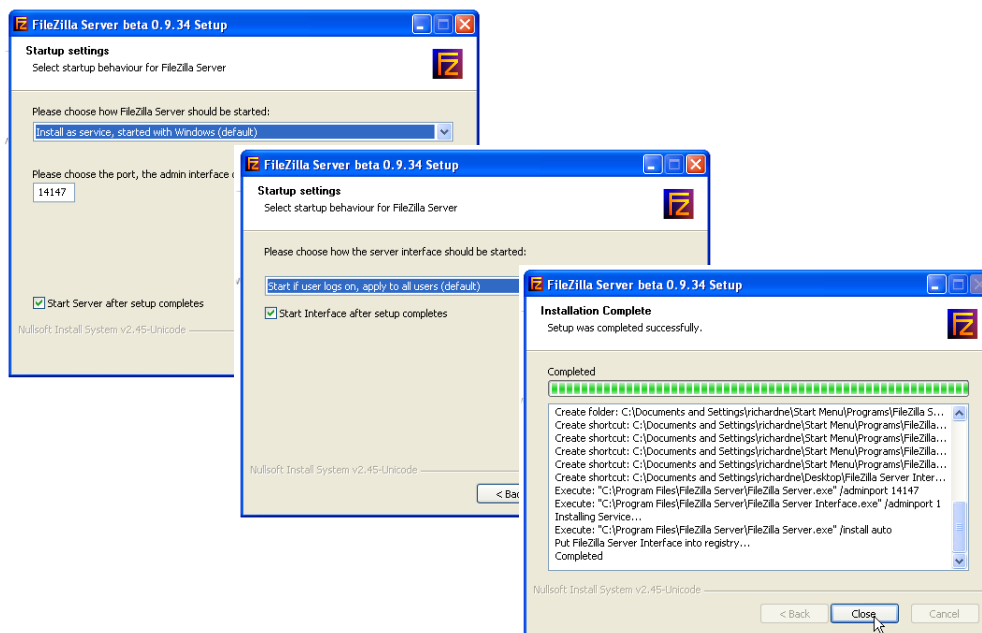 FileZilla Server beta 0.9.34 Setup
Startup settings
Select startup behaviour for FileZilla Server
Please choose how FileZilla Server should be started:
Install as service, started with Windows (default)
Please choose the port, the admin interface
14147
Start Server after setup completes
Nullsoft Install System v2.45-Unicode
FileZilla Server beta 0.9.34 Setup
Startup settings
Select startup behaviour for FileZilla Server
Please choose how the server interface should be started:
Start if user logs on, apply to all users (default)
Start Interface after setup completes
Nullsoft Install System v2.45-Unicode
< Bac
FileZilla Server beta 0.9.34 Setup
Installation Complete
Setup was completed successfully.
Completed
Create folder: C:\Documents and Settings\richardne\Start Menu\Programs\FileZilla S...
Create shortcut: C:\Documents and Settings\richardne\Start Menu\Programs\FileZilla...
Create shortcut: C:\Documents and Settings\richardne\Start Menu\Programs\FileZilla...
Create shortcut: C:\Documents and Settings\richardne\Start Menu\Programs\FileZilla...
Create shortcut: C:\Documents and Settings\richardne\Start Menu\Programs\FileZilla...
Create shortcut: C:\Documents and Settings\richardne\Desktop\FileZilla Server Inter...
Execute: "C:\Program Files\FileZilla Server\FileZilla Server.exe" /adminport 14147
Execute: "C:\Program Files\FileZilla Server\FileZilla Server Interface.exe" /adminport 1
Installing Service...
Execute: "C:\Program Files\FileZilla Server\FileZilla Server.exe" /install auto
Put FileZilla Server Interface into registry...
Completed
Nullsoft Install System v2.45-Unicode
< Back
Close
Cancel